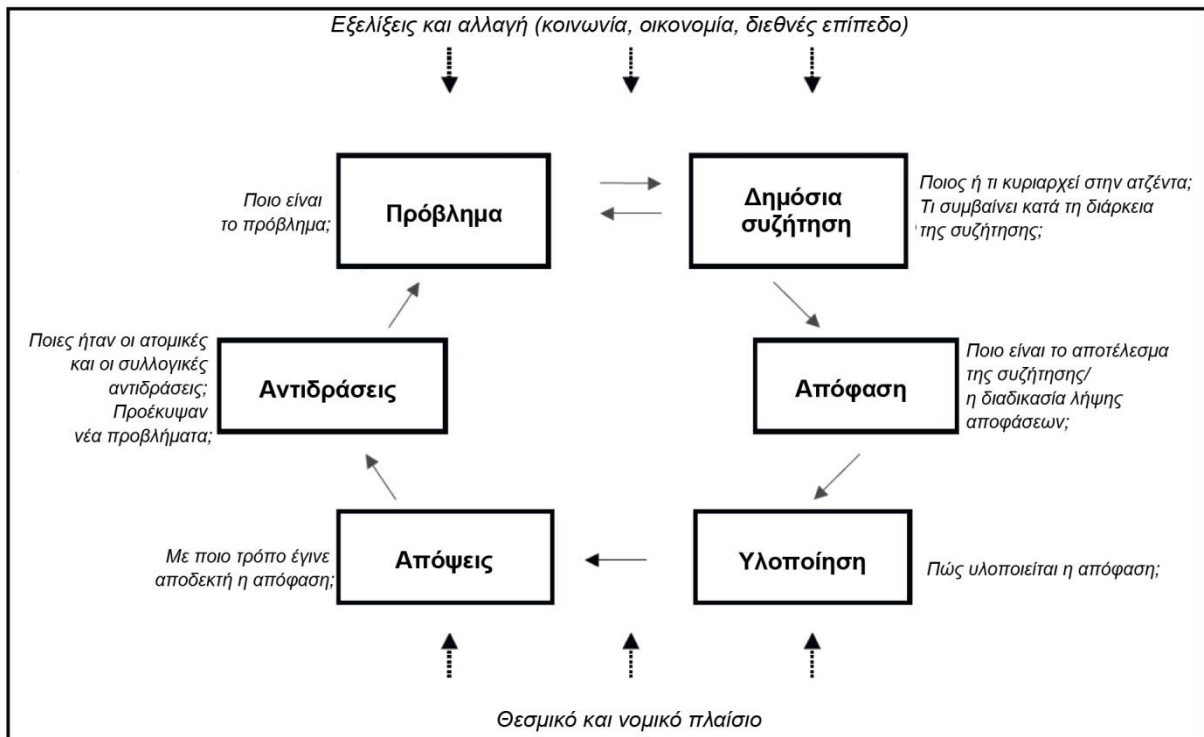 Εξελίξεις και αλλαγή (κοινωνία, οικονομία, διεθνές επίπεδο)
Ποιο είναι
το πρόβλημα;
Πρόβλημα
Δημόσια
συζήτηση
Ποιος ή τι κυριαρχεί στην ατζέντα;
Τι συμβαίνει κατά τη διάρκεια
της συζήτησης;
Ποιες ήταν οι ατομικές
και οι συλλογικές
αντιδράσεις;
Προέκυψαν
νέα προβλήματα;
Αντιδράσεις
Απόφαση
Ποιο είναι το αποτέλεσμα
της συζήτησης/
η διαδικασία λήψης
αποφάσεων;
Με ποιο τρόπο έγινε
αποδεκτή η απόφαση;
Απόψεις
Υλοποίηση
Πώς υλοποιείται η απόφαση;
Θεσμικό και νομικό πλαίσιο